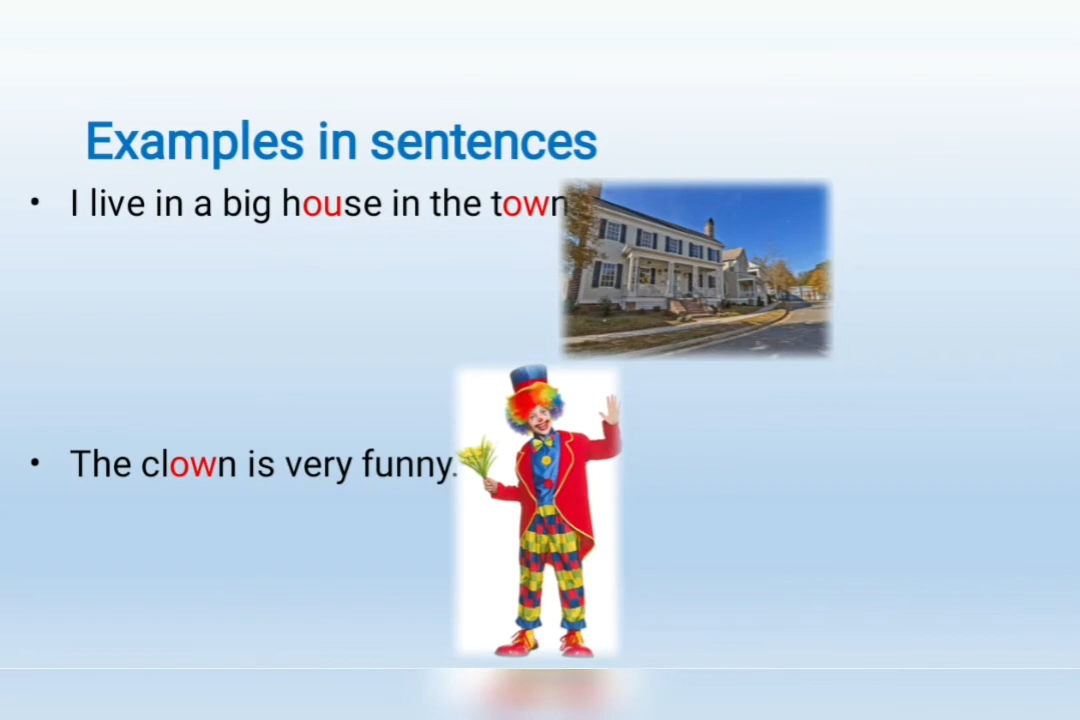 Examples in sentences
• I live in a big house in the town
• The clown is very funny.